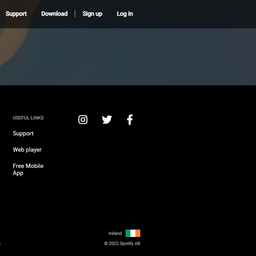 Support Download Sign up Log in
USEFUL LINKS
Support
Web player
Free Mobile
App
Ireland
© 2022 Spotify AB